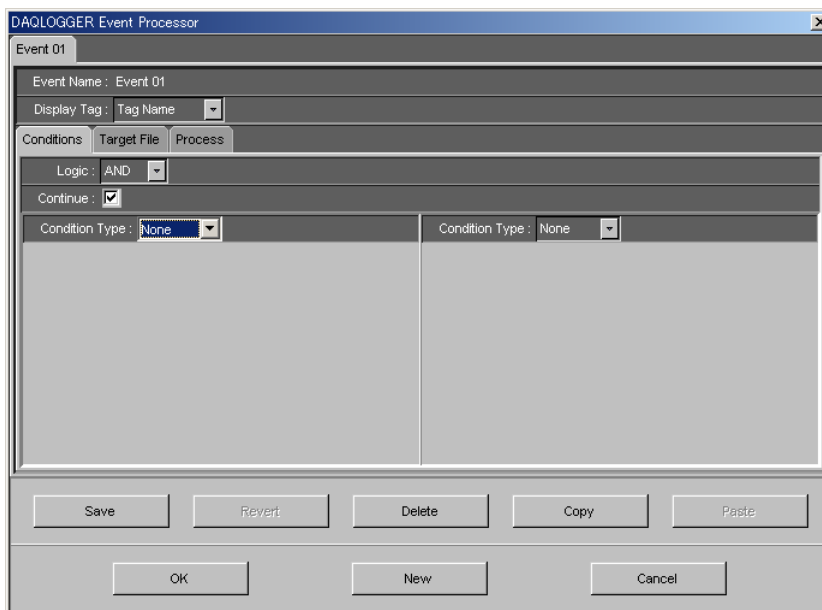 DAQLOGGER Event Processor
Event 01
Event Name : Event 01
Display Tag : Tag Name
Conditions Target File Process
Logic : AND
Continue :
Condition Type : None Condition Type : None
Save Revert Delete Copy Paste
OK New Cancel